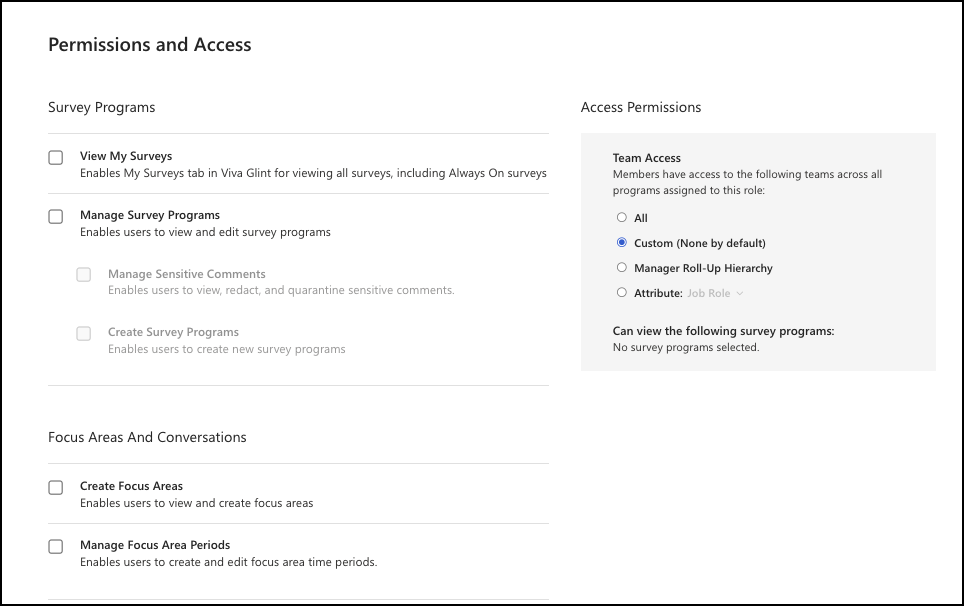 Permissions and Access
Survey Programs
View My Surveys
Enables My Surveys tab in Viva Glint for viewing all surveys, including Always On surveys
Manage Survey Programs
Enables users to view and edit survey programs
Manage Sensitive Comments
Enables users to view, redact, and quarantine sensitive comments.
Create Survey Programs
Enables users to create new survey programs
Focus Areas And Conversations
Create Focus Areas
Enables users to view and create focus areas
Manage Focus Area Periods
Enables users to create and edit focus area time periods.
Access Permissions
Team Access
Members have access to the following teams across all
programs assigned to this role:
All
Custom (None by default)
Manager Roll-Up Hierarchy
Attribute: Job Role
Can view the following survey programs:
No survey programs selected.